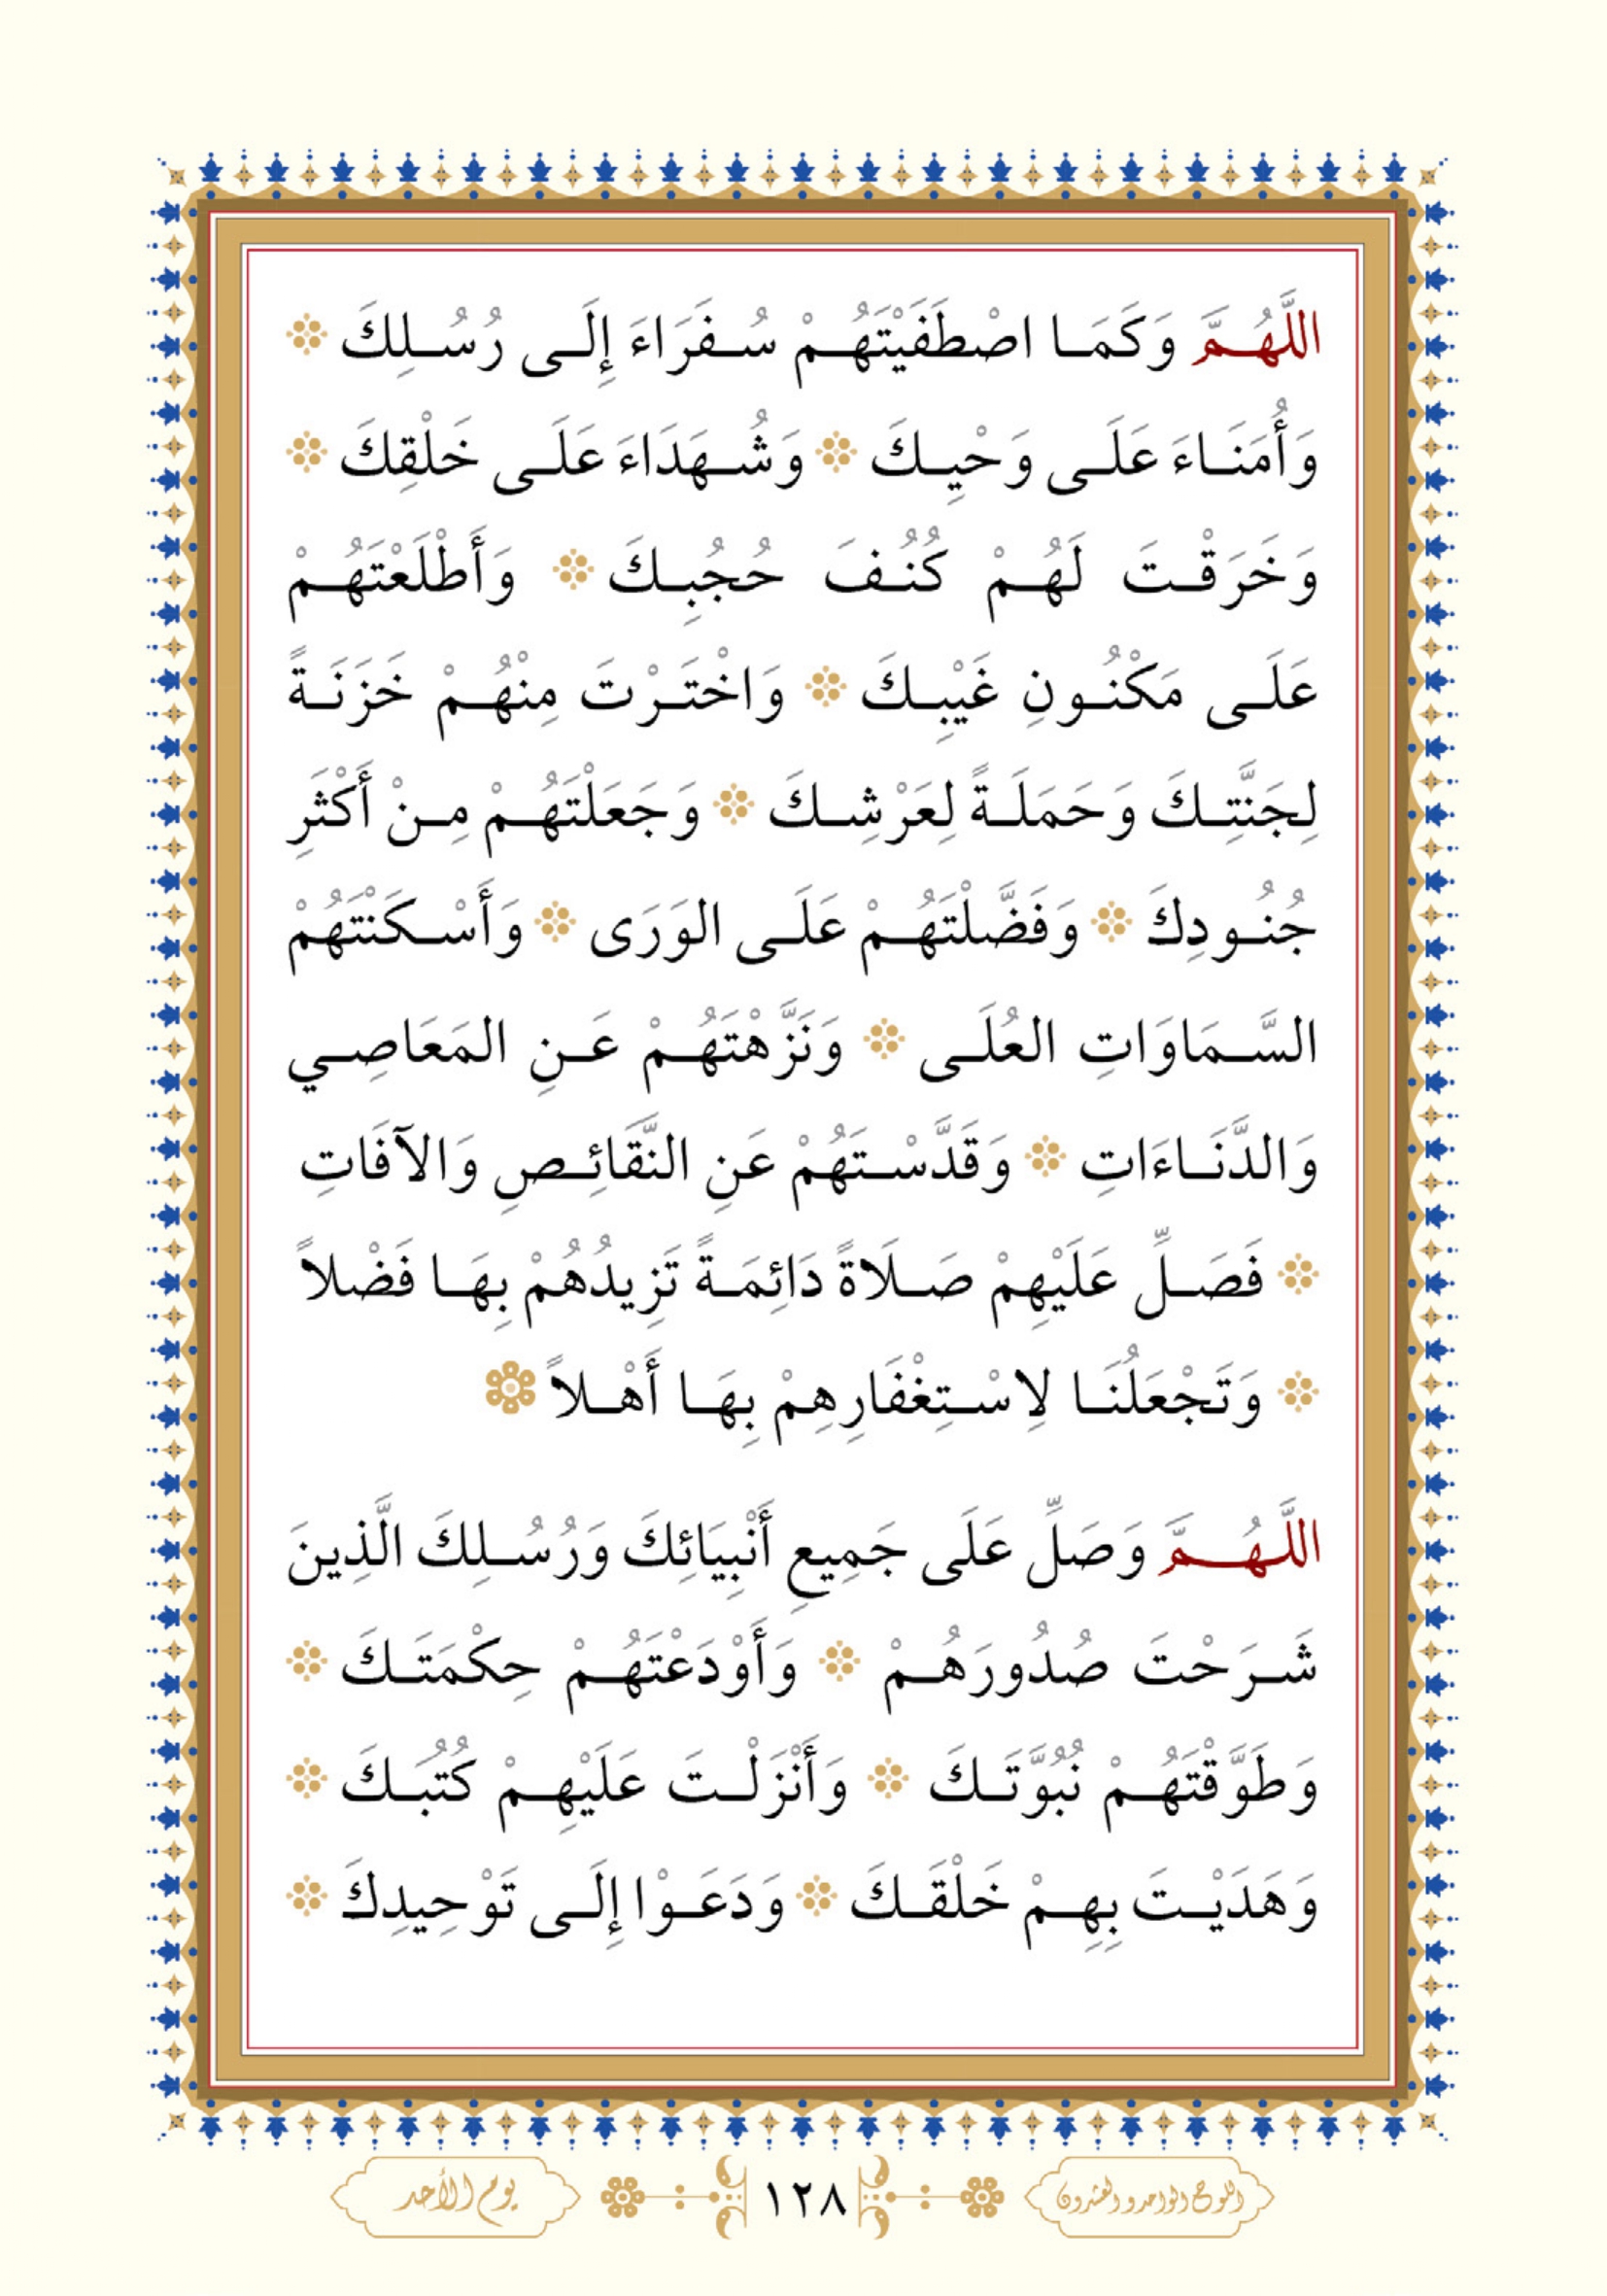 اللَّهُمَّ وَكَمَا اصْطَفَيْتَهُمْ سُفَرَاءَ إِلَى رُسُلِكَ
وَأُمَنَاءَ عَلَى وَحْيِكَ وَشُهَدَاءَ عَلَى خَلْقِكَ
وَخَرَقْتَ لَهُمْ كُنُفَ حُجُبِكَ وَأَطْلَعْتَهُمْ
عَلَى مَكْنُونِ غَيْبِكَ وَاخْتَرْتَ مِنْهُمْ خَزَنَةً
لِجَنَّتِكَ وَحَمَلَةً لِعَرْشِكَ وَجَعَلْتَهُمْ مِنْ أَكْثَرِ
جُنُودِكَ وَفَضَّلْتَهُمْ عَلَى الوَرَى وَأَسْكَنْتَهُمْ
السَّمَاوَاتِ العُلَى وَنَزَّهْتَهُمْ عَنِ المَعَاصِي
وَالدَّنَاءَاتِ وَقَدَّسْتَهُمْ عَنِ النَّقَائِصِ وَالآفَاتِ
فَصَلِّ عَلَيْهِمْ صَلَاةً دَائِمَةً تَزِيدُهُمْ بِهَا فَضْلاً
وَتَجْعَلُنَا لِاسْتِغْفَارِهِمْ بِهَا أَهْلاً
اللَّهُمَّ وَصَلِّ عَلَى جَمِيعِ أَنْبِيَائِكَ وَرُسُلِكَ الَّذِينَ
شَرَحْتَ صُدُورَهُمْ وَأَوْدَعْتَهُمْ حِكْمَتَكَ
وَطَوَّقْتَهُمْ نُبُوَّتَكَ وَأَنْزَلْتَ عَلَيْهِمْ كُتُبَكَ
وَهَدَيْتَ بِهِمْ خَلْقَكَ وَدَعَوْا إِلَى تَوْحِيدِكَ
اللوح الواحد والعشرون ١٢٨ يوم الأحد